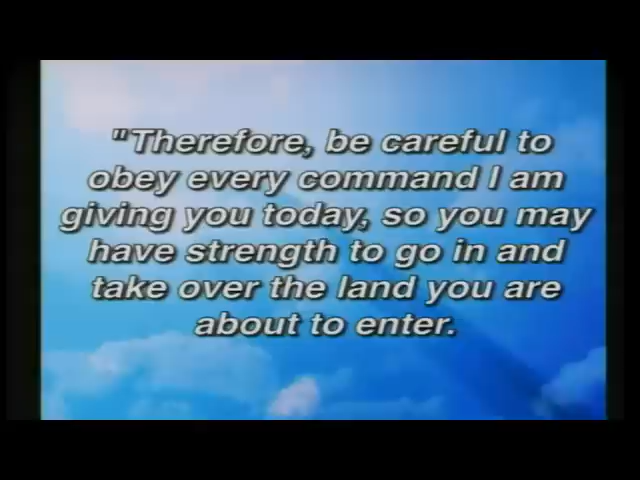 "Therefore, be careful to
obey every command I am
giving you today, so you may
have strength to go in and
take over the land you are
about to enter.